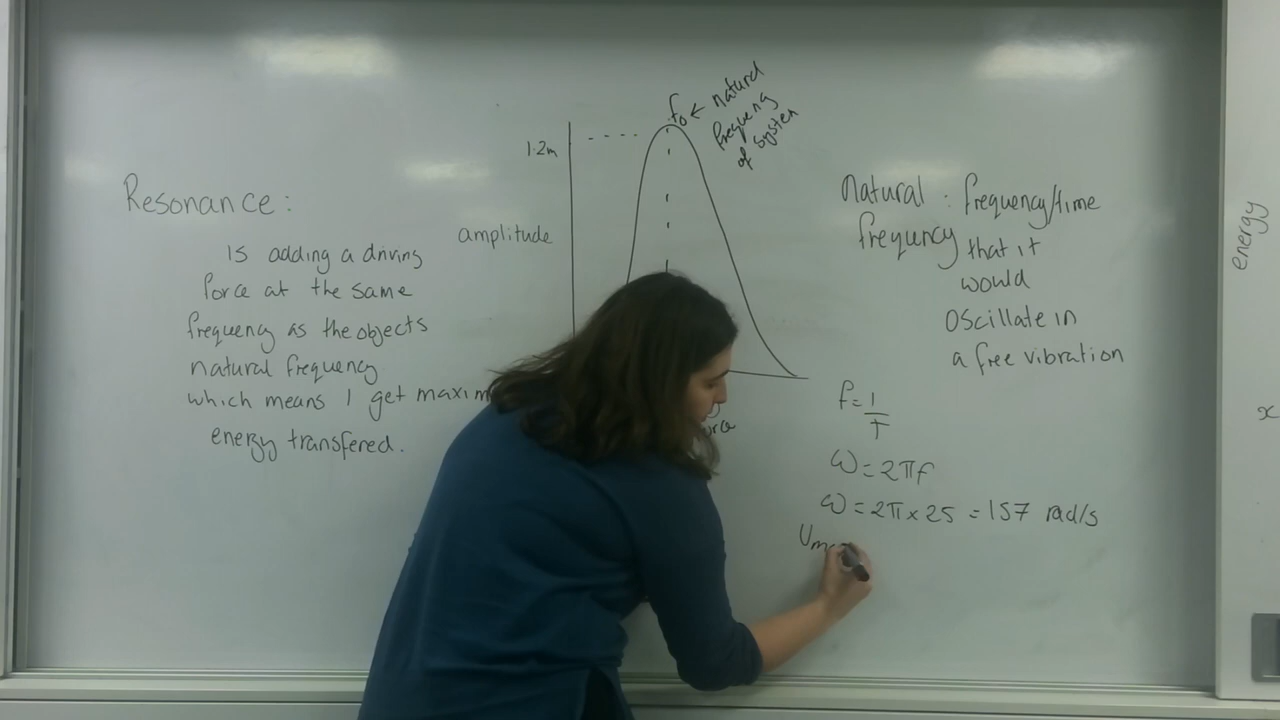 Resonance:
is adding a driving
force at the same
frequency as the objects
natural frequency
which means I get maxim
energy transfered.
1.2m
amplitude
f0 ← natural
frequency
of system
natural : frequency/time
frequency that it
would
oscillate in
a free vibration
f = 1/T
ω = 2πf
ω = 2π × 25 = 157 rad/s
energy
x